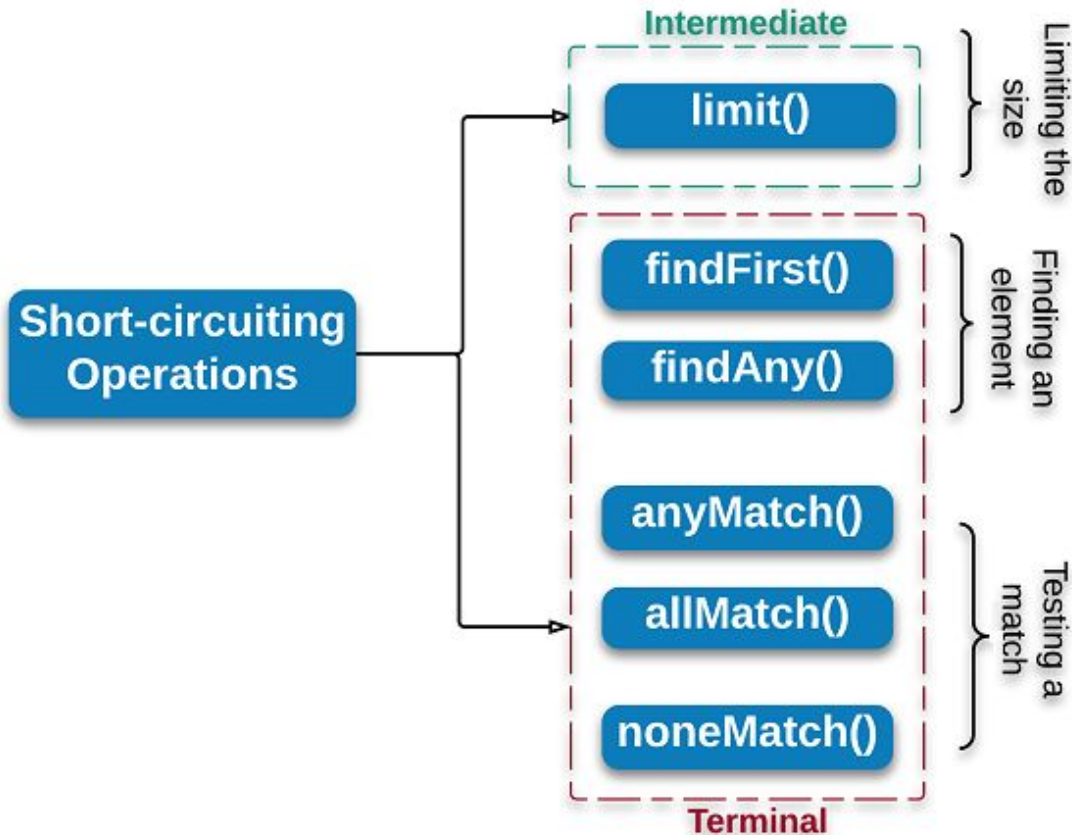 Intermediate
limit()
Limiting the
size
Short-circuiting
Operations
findFirst()
findAny()
Finding an
element
anyMatch()
allMatch()
noneMatch()
Testing a
match
Terminal